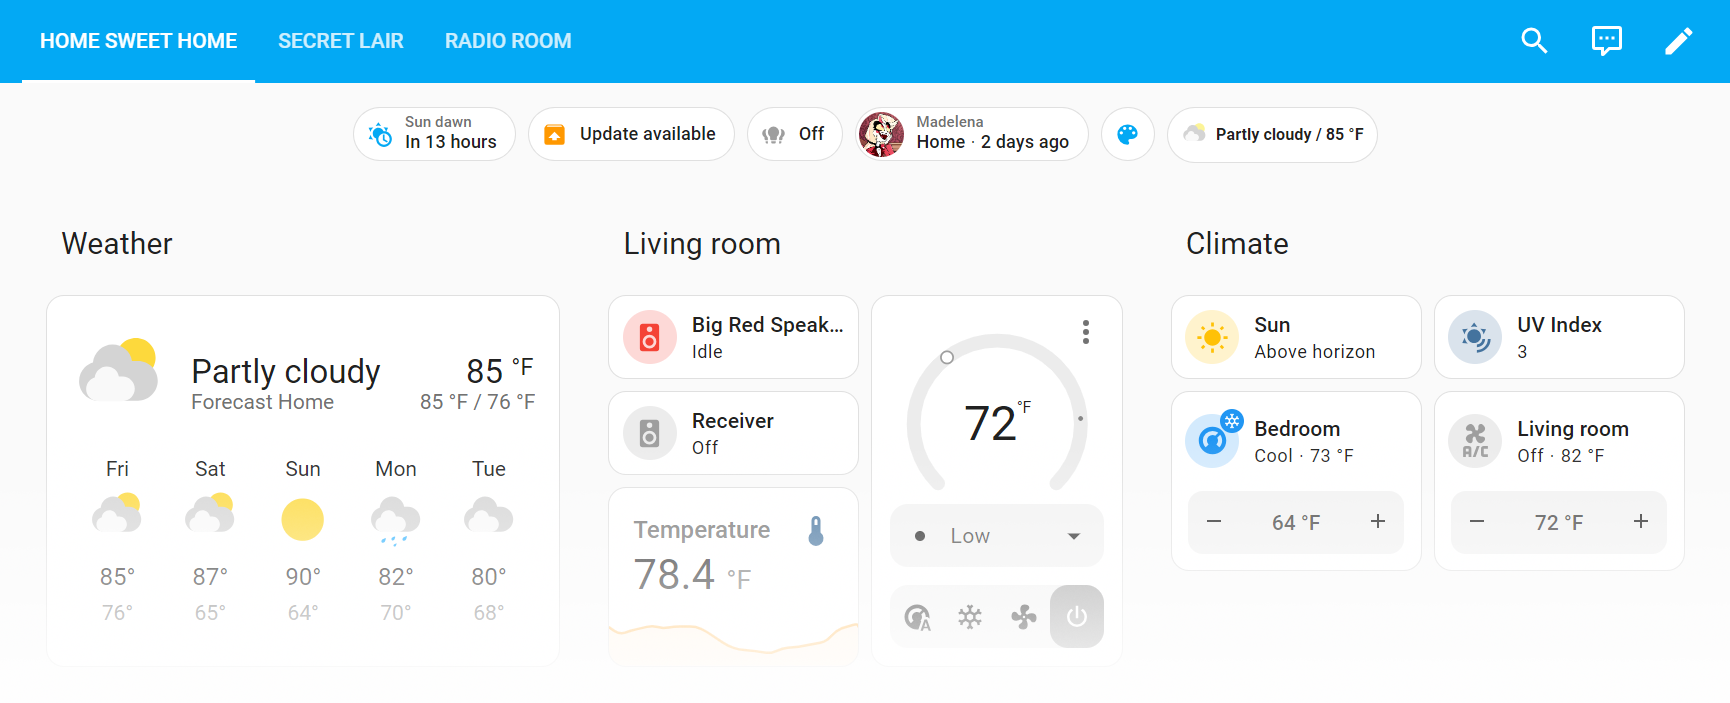 HOME SWEET HOME
SECRET LAIR
RADIO ROOM
Sun dawn
In 13 hours
Update available
Off
Madelena
Home · 2 days ago
Partly cloudy / 85 °F
Weather
Partly cloudy
85 °F
Forecast Home
85 °F / 76 °F
Fri Sat Sun Mon Tue
85° 87° 90° 82° 80°
76° 65° 64° 70° 68°
Living room
Big Red Speak...
Idle
Receiver
Off
Temperature
78.4 °F
72 °F
Low
A
Climate
Sun
Above horizon
UV Index
3
Bedroom
Cool · 73 °F
− 64 °F +
A/C
Living room
Off · 82 °F
− 72 °F +